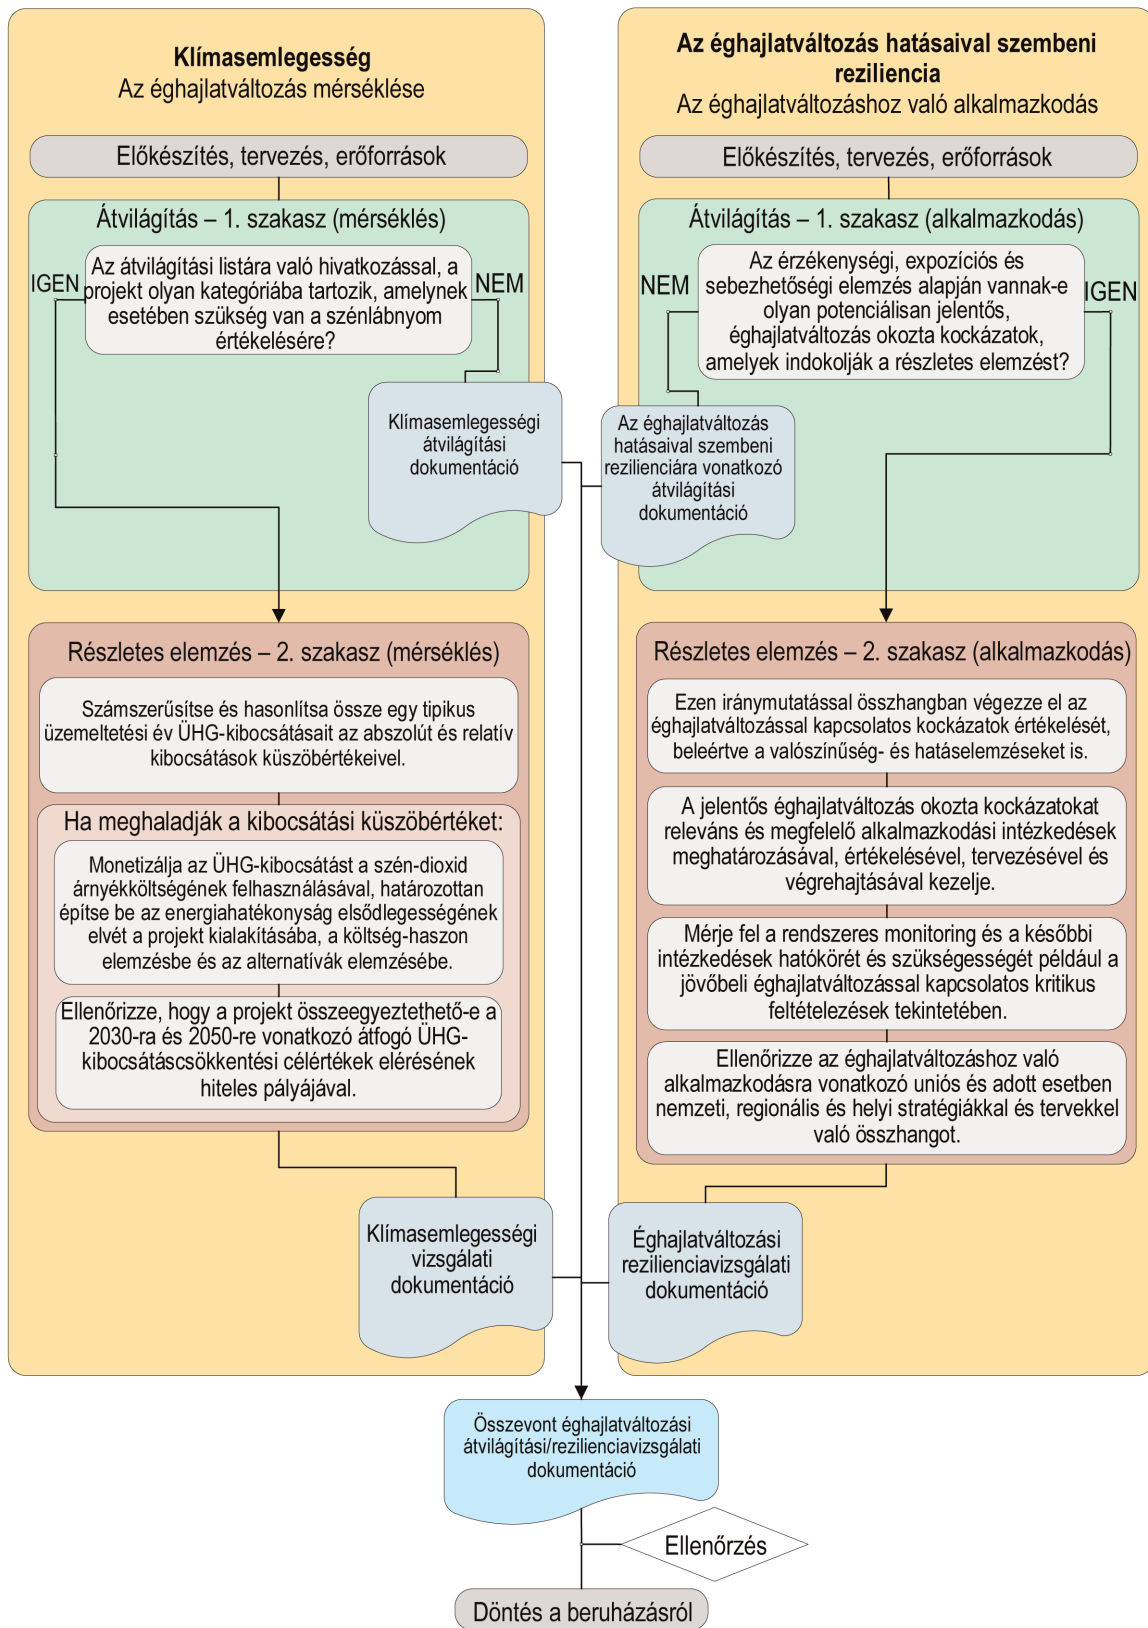 Klímasemlegesség
Az éghajlatváltozás mérséklése
Előkészítés, tervezés, erőforrások
Átvilágítás – 1. szakasz (mérséklés)
IGEN
Az átvilágítási listára való hivatkozással, a
projekt olyan kategóriába tartozik, amelynek
esetében szükség van a szénlábnyom
értékelésére?
NEM
Klímasemlegességi
átvilágítási
dokumentáció
Részletes elemzés – 2. szakasz (mérséklés)
Számszerűsítse és hasonlítsa össze egy tipikus
üzemeltetési év ÜHG-kibocsátásait az abszolút és relatív
kibocsátások küszöbértékeivel.
Ha meghaladják a kibocsátási küszöbértéket:
Monetizálja az ÜHG-kibocsátást a szén-dioxid
árnyékköltségének felhasználásával, határozottan
építse be az energiahatékonyság elsődlegességének
elvét a projekt kialakításába, a költség-haszon
elemzésbe és az alternatívák elemzésébe.
Ellenőrizze, hogy a projekt összeegyeztethető-e a
2030-ra és 2050-re vonatkozó átfogó ÜHG-
kibocsátáscsökkentési célértékek elérésének
hiteles pályájával.
Klímasemlegességi
vizsgálati
dokumentáció
Az éghajlatváltozás hatásaival szembeni
reziliencia
Az éghajlatváltozáshoz való alkalmazkodás
Előkészítés, tervezés, erőforrások
Átvilágítás – 1. szakasz (alkalmazkodás)
NEM
Az érzékenységi, expozíciós és
sebezhetőségi elemzés alapján vannak-e
olyan potenciálisan jelentős,
éghajlatváltozás okozta kockázatok,
amelyek indokolják a részletes elemzést?
IGEN
Az éghajlatváltozás
hatásaival szembeni
rezilienciára vonatkozó
átvilágítási
dokumentáció
Részletes elemzés – 2. szakasz (alkalmazkodás)
Ezen iránymutatással összhangban végezze el az
éghajlatváltozással kapcsolatos kockázatok értékelését,
beleértve a valószínűség- és hatáselemzéseket is.
A jelentős éghajlatváltozás okozta kockázatokat
releváns és megfelelő alkalmazkodási intézkedések
meghatározásával, értékelésével, tervezésével és
végrehajtásával kezelje.
Mérje fel a rendszeres monitoring és a későbbi
intézkedések hatókörét és szükségességét például a
jövőbeli éghajlatváltozással kapcsolatos kritikus
feltételezések tekintetében.
Ellenőrizze az éghajlatváltozáshoz való
alkalmazkodásra vonatkozó uniós és adott esetben
nemzeti, regionális és helyi stratégiákkal és tervekkel
való összhangot.
Éghajlatváltozási
rezilienciavizsgálati
dokumentáció
Összevont éghajlatváltozási
átvilágítási/rezilienciavizsgálati
dokumentáció
Ellenőrzés
Döntés a beruházásról